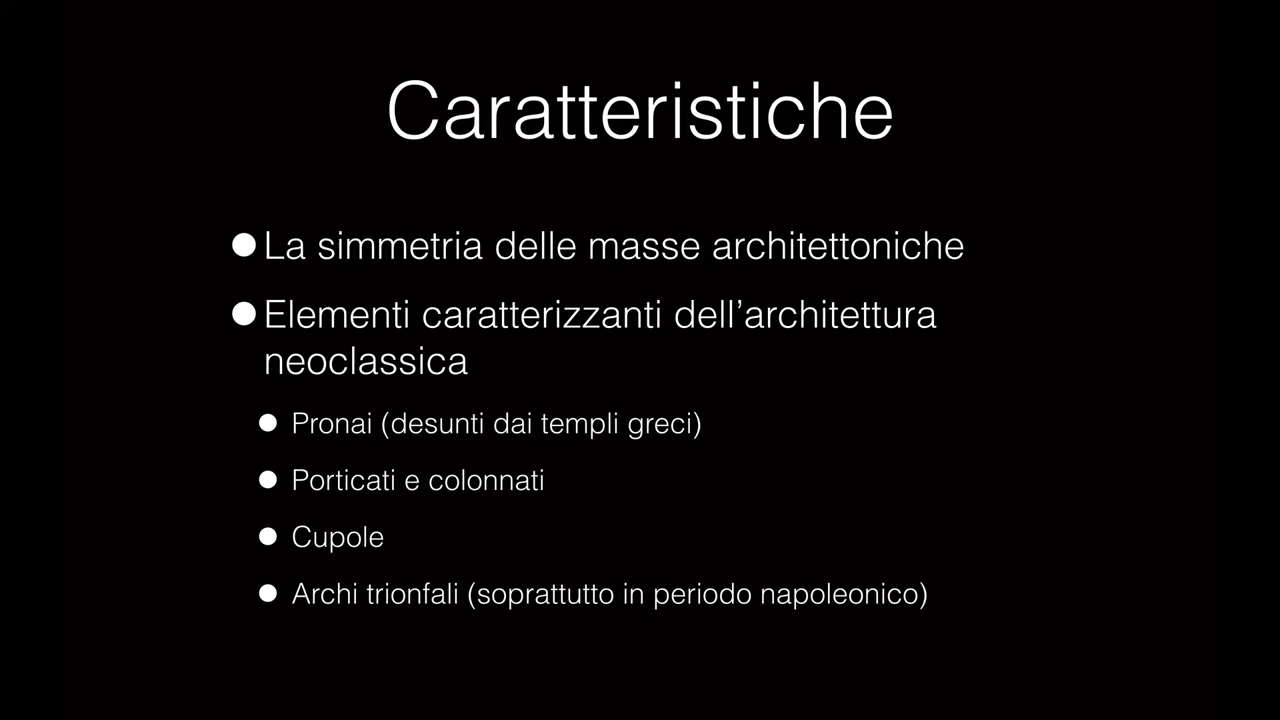 Caratteristiche
●La simmetria delle masse architettoniche
●Elementi caratterizzanti dell’architettura
neoclassica
● Pronai (desunti dai templi greci)
● Porticati e colonnati
● Cupole
● Archi trionfali (soprattutto in periodo napoleonico)